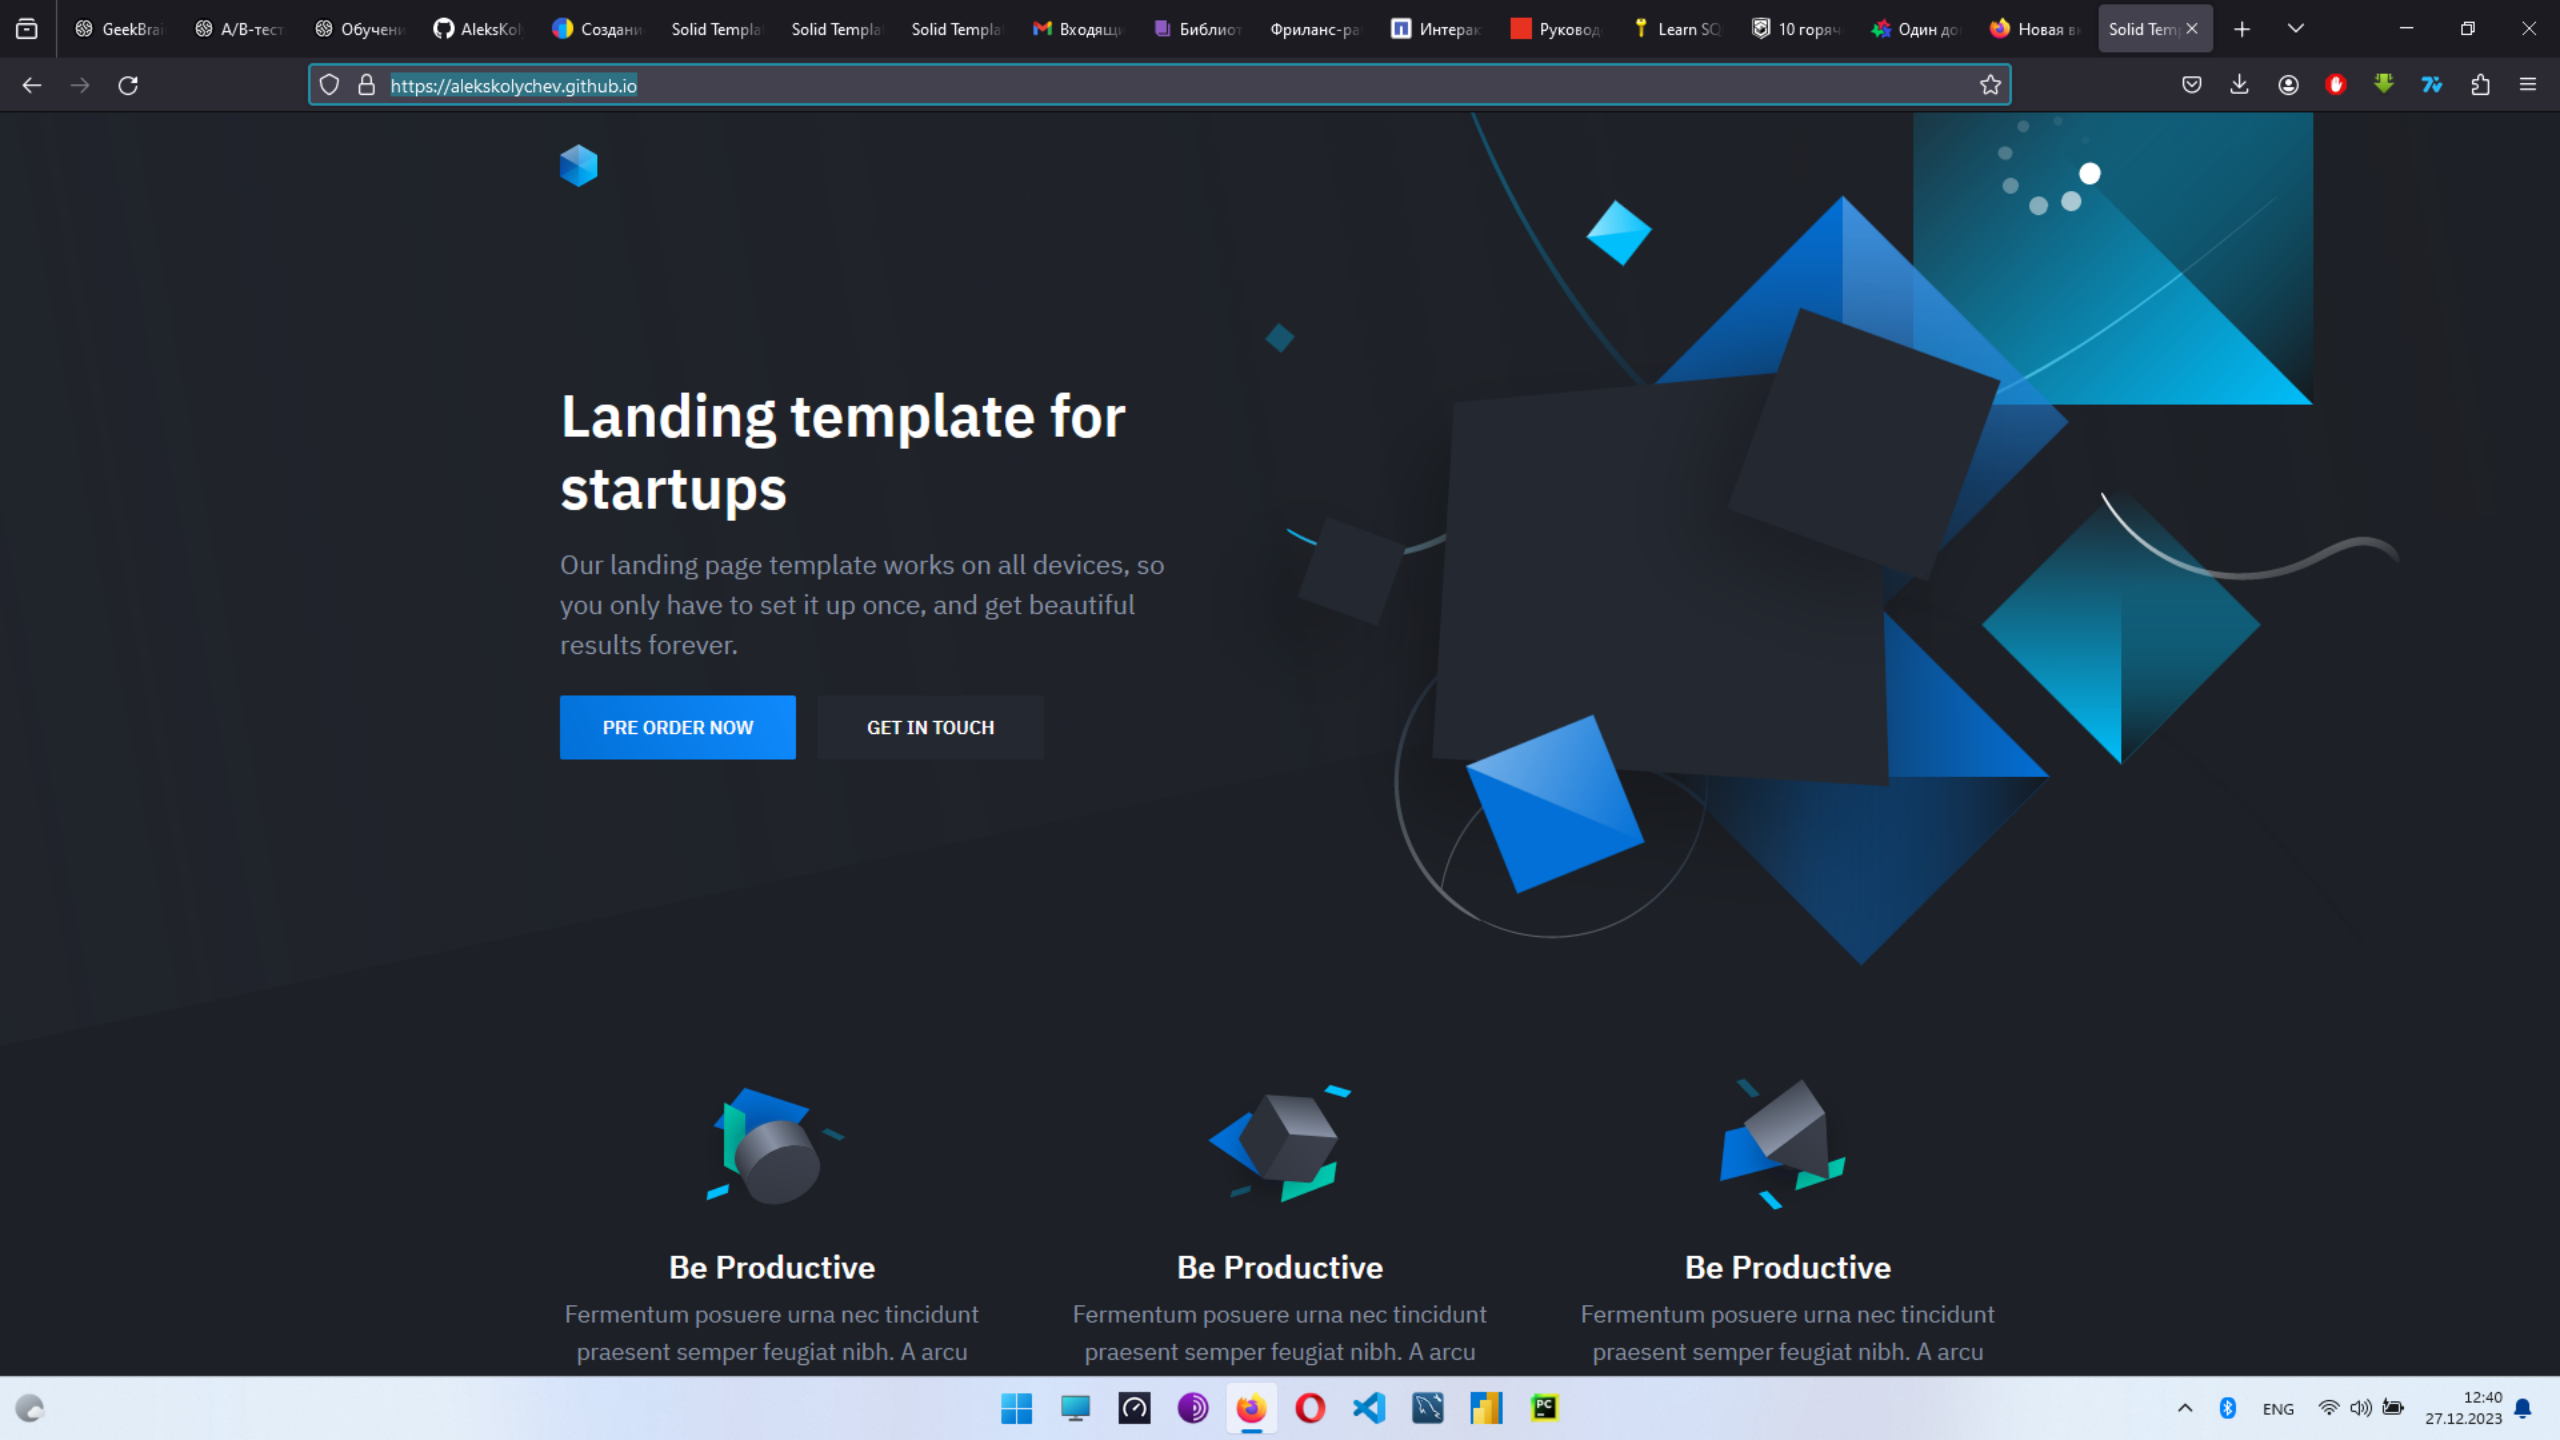 GeekBrai
A/B-тест
Обучени
AleksKol
Создани
Solid Templa
Solid Templa
Solid Templa
Входящи
Библиот
Фриланс-ра
Интерак
Руковод
Learn SQ
10 горяч
Один до
Новая вк
Solid Temp
https://alekskolychev.github.io
Landing template for
startups
Our landing page template works on all devices, so
you only have to set it up once, and get beautiful
results forever.
PRE ORDER NOW
GET IN TOUCH
Be Productive
Fermentum posuere urna nec tincidunt
praesent semper feugiat nibh. A arcu
Be Productive
Fermentum posuere urna nec tincidunt
praesent semper feugiat nibh. A arcu
Be Productive
Fermentum posuere urna nec tincidunt
praesent semper feugiat nibh. A arcu
PC
ENG
12:40
27.12.2023